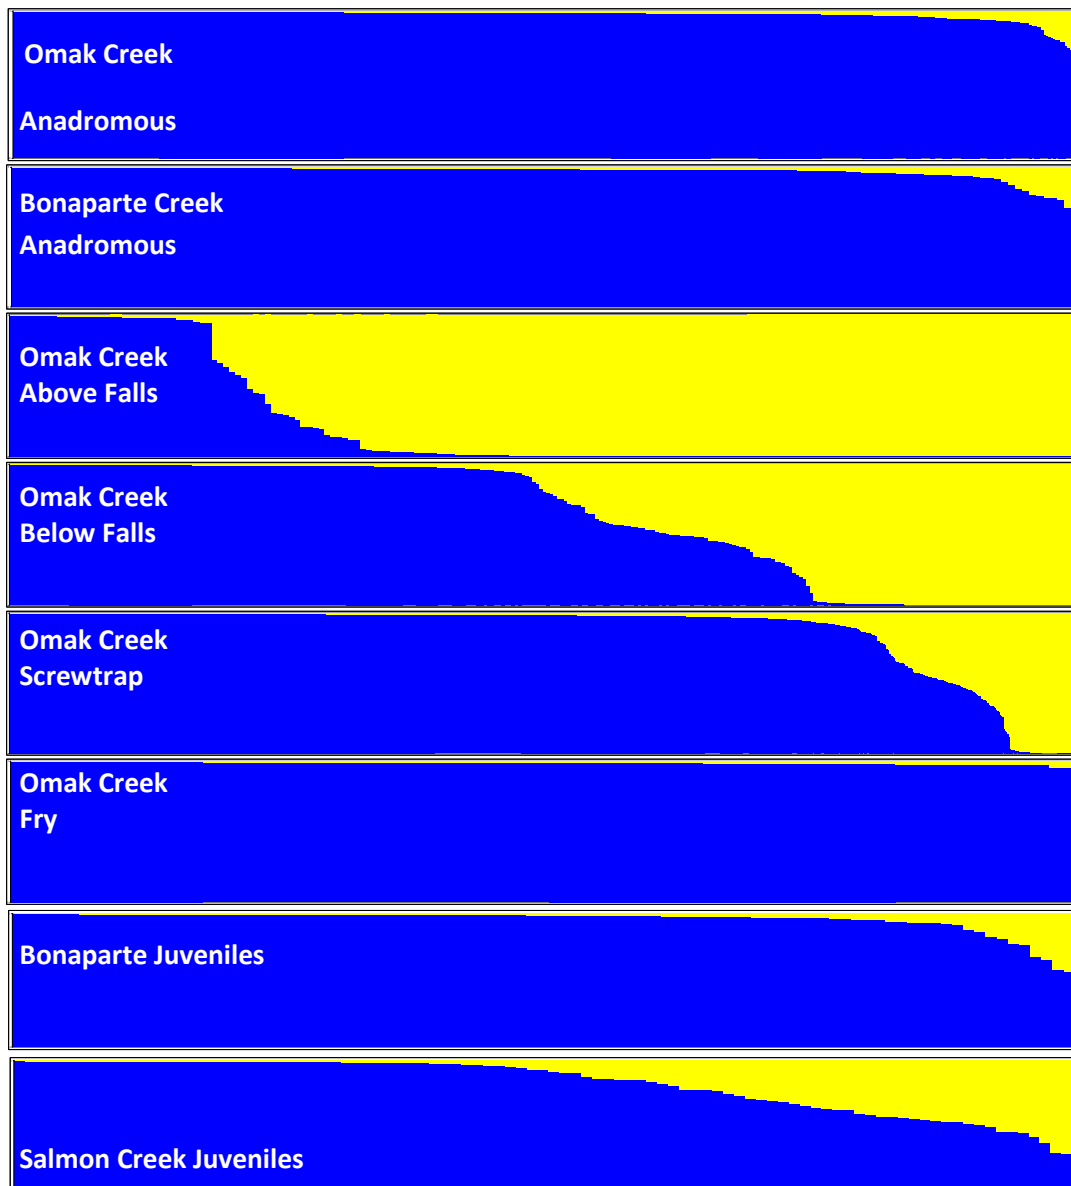 Omak Creek
Anadromous
Bonaparte Creek
Anadromous
Omak Creek
Above Falls
Omak Creek
Below Falls
Omak Creek
Screwtrap
Omak Creek
Fry
Bonaparte Juveniles
Salmon Creek Juveniles